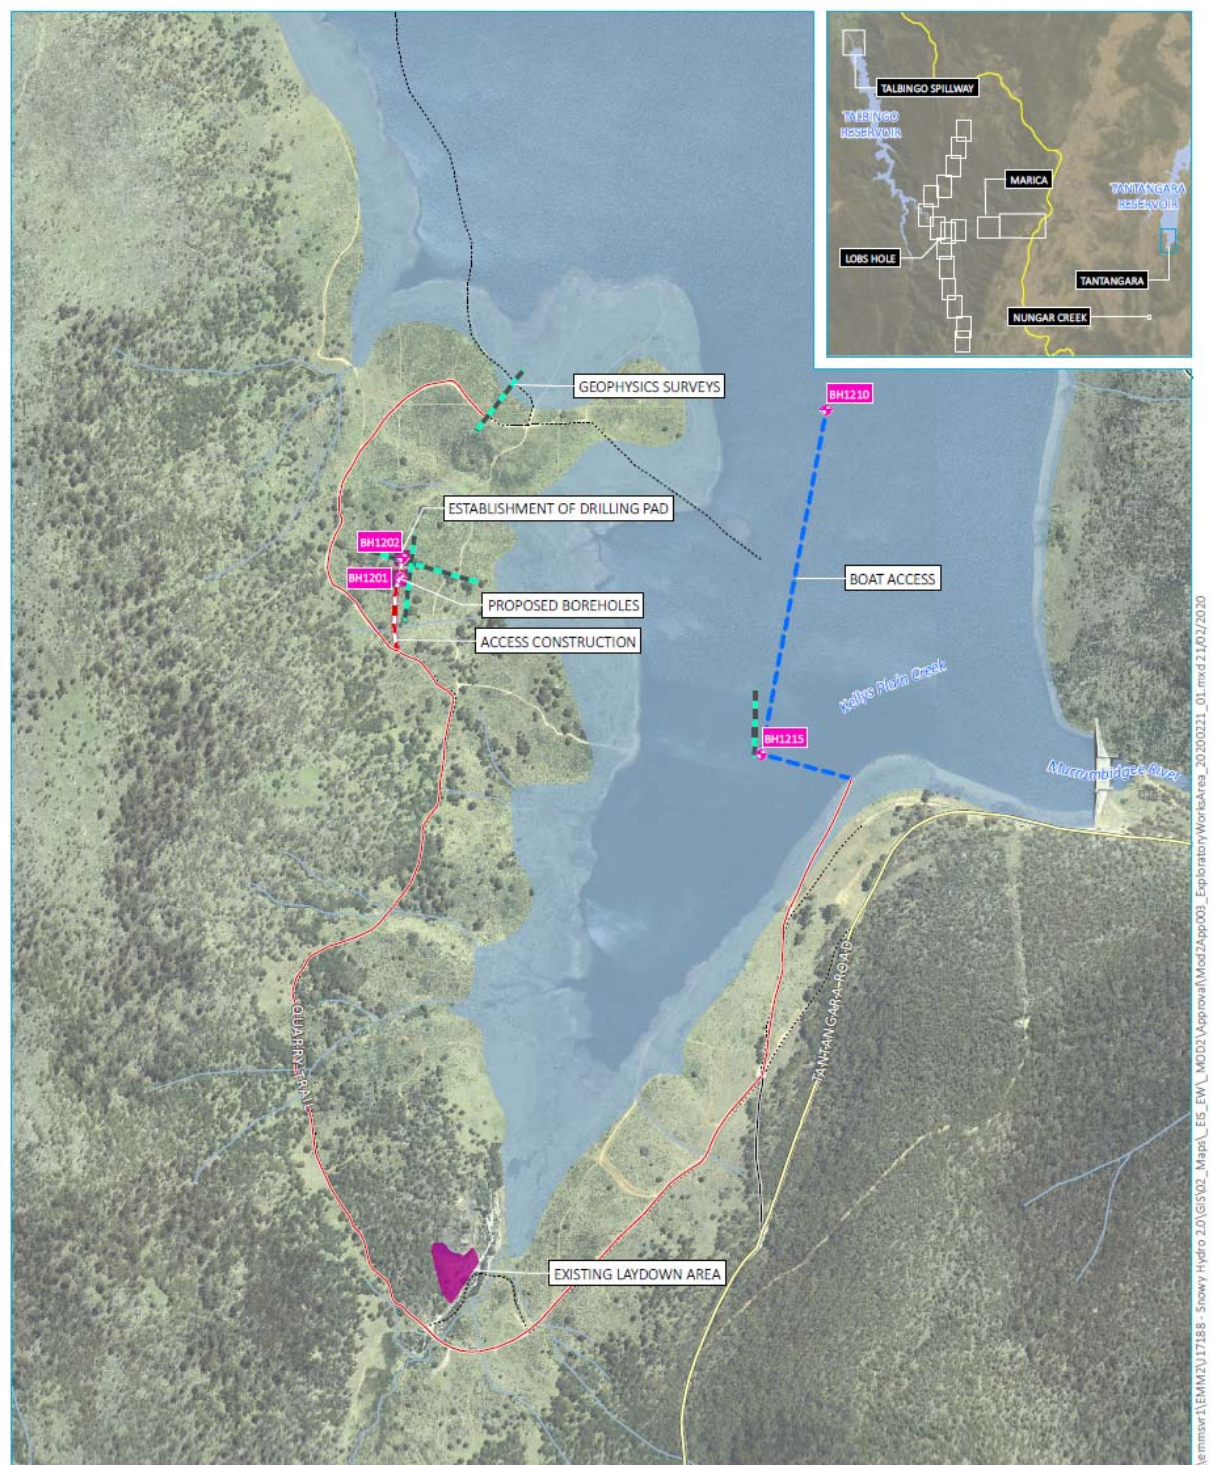 TALBINGO SPILLWAY
TALBINGO
RESERVOIR
MARICA
TANTANGARA
RESERVOIR
LOBS HOLE
TANTANGARA
NUNGAR CREEK
GEOPHYSICS SURVEYS
BH1210
ESTABLISHMENT OF DRILLING PAD
BH1202
BH1201
BOAT ACCESS
PROPOSED BOREHOLES
ACCESS CONSTRUCTION
Kellys Plain Creek
BH1215
Murrumbidgee River
TANTANGARA ROAD
QUARRY TRAIL
EXISTING LAYDOWN AREA
\emmsvr1\EMM2\J17188 - Snowy Hydro 2.0\GIS\02_Maps\_EIS_EW\_MOD2\Approval\Mod2App003_ExploratoryWorksArea_20200221_01.mxd 21/02/2020